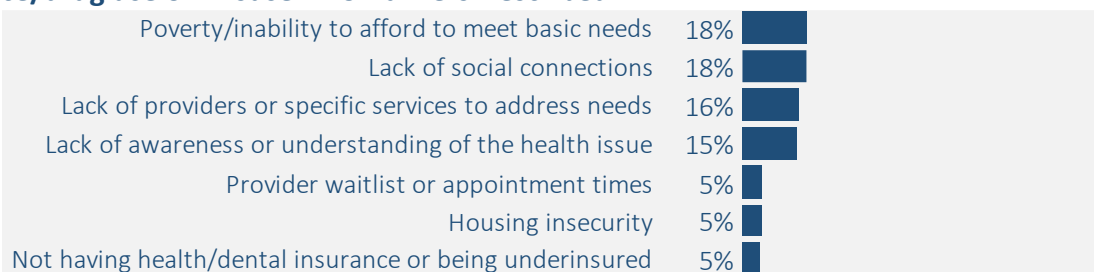 Poverty/inability to afford to meet basic needs 18%
Lack of social connections 18%
Lack of providers or specific services to address needs 16%
Lack of awareness or understanding of the health issue 15%
Provider waitlist or appointment times 5%
Housing insecurity 5%
Not having health/dental insurance or being underinsured 5%